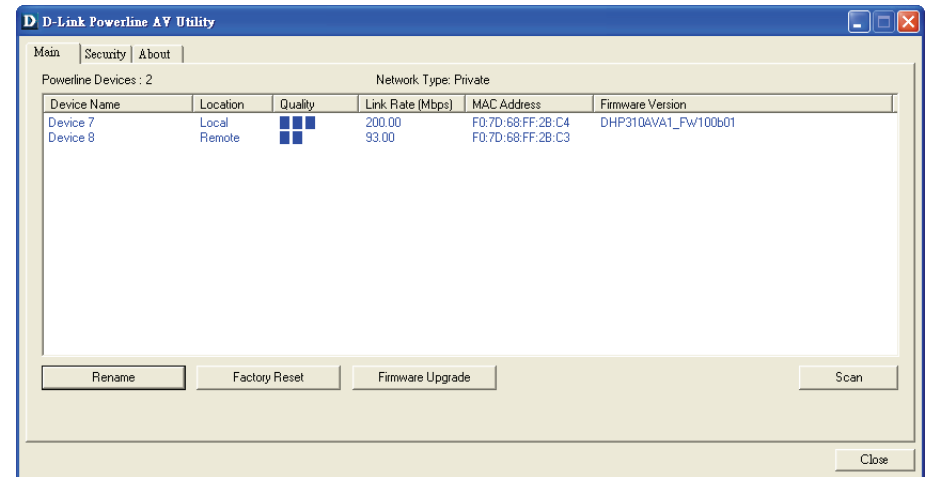 D D-Link Powerline AV Utility
Main Security About
Powerline Devices : 2 Network Type: Private
Device Name Location Quality Link Rate (Mbps) MAC Address Firmware Version
Device 7 Local 200.00 F0:7D:68:FF:2B:C4 DHP310AVA1_FW100b01
Device 8 Remote 93.00 F0:7D:68:FF:2B:C3
Rename Factory Reset Firmware Upgrade Scan
Close